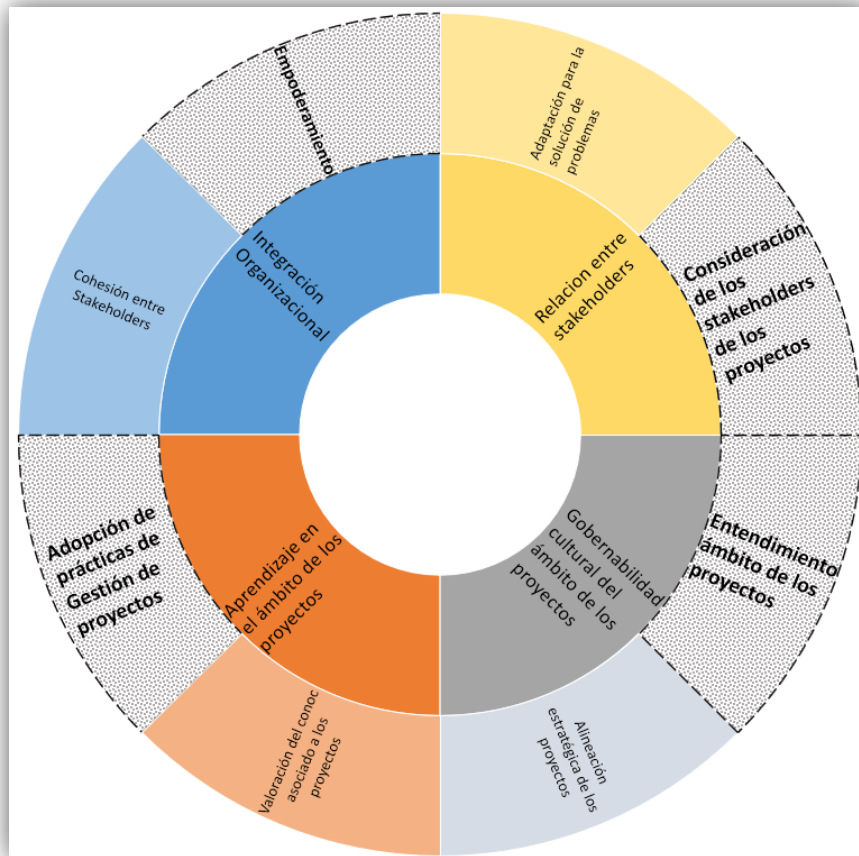 Empoderamiento
Adaptación para la
solución de
problemas
Cohesión entre
Stakeholders
Integración
Organizacional
Relacion entre
stakeholders
Consideración
de los
stakeholders
de los
proyectos
Adopción de
prácticas de
Gestión de
proyectos
Aprendizaje en
el ámbito de los
proyectos
Gobernabilidad
cultural del
ámbito de los
proyectos
Entendimiento
ámbito de los
proyectos
Valoración del conoc
asociado a los
proyectos
Alineación
estratégica de los
proyectos